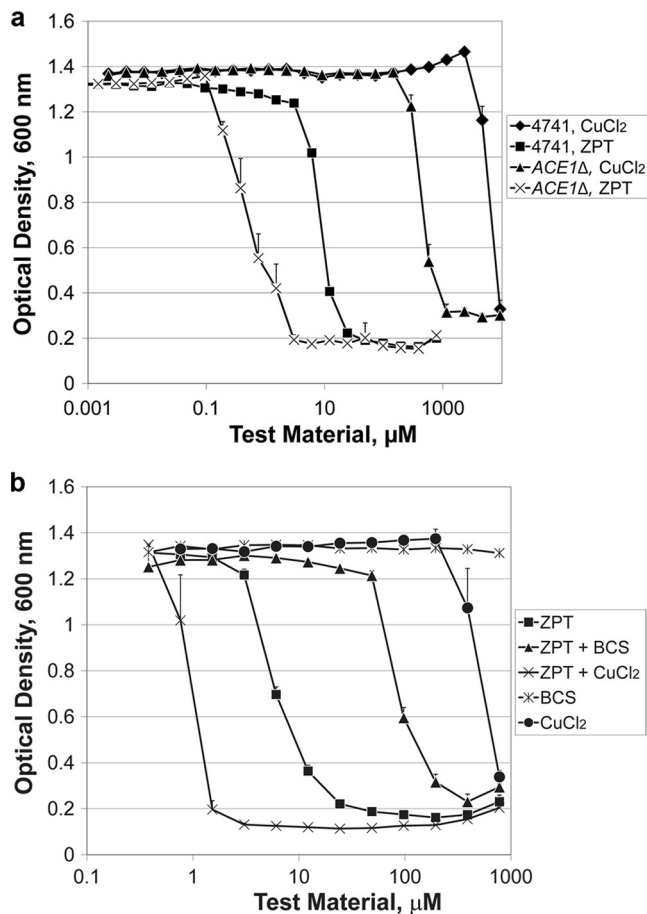 a
1.6
1.4
1.2
1
0.8
0.6
0.4
0.2
0
Optical Density, 600 nm
0.001
0.1
10
1000
Test Material, µM
4741, CuCl₂
4741, ZPT
ACE1Δ, CuCl₂
ACE1Δ, ZPT
b
1.6
1.4
1.2
1
0.8
0.6
0.4
0.2
0
Optical Density, 600 nm
0.1
1
10
100
1000
Test Material, µM
ZPT
ZPT + BCS
ZPT + CuCl₂
BCS
CuCl₂